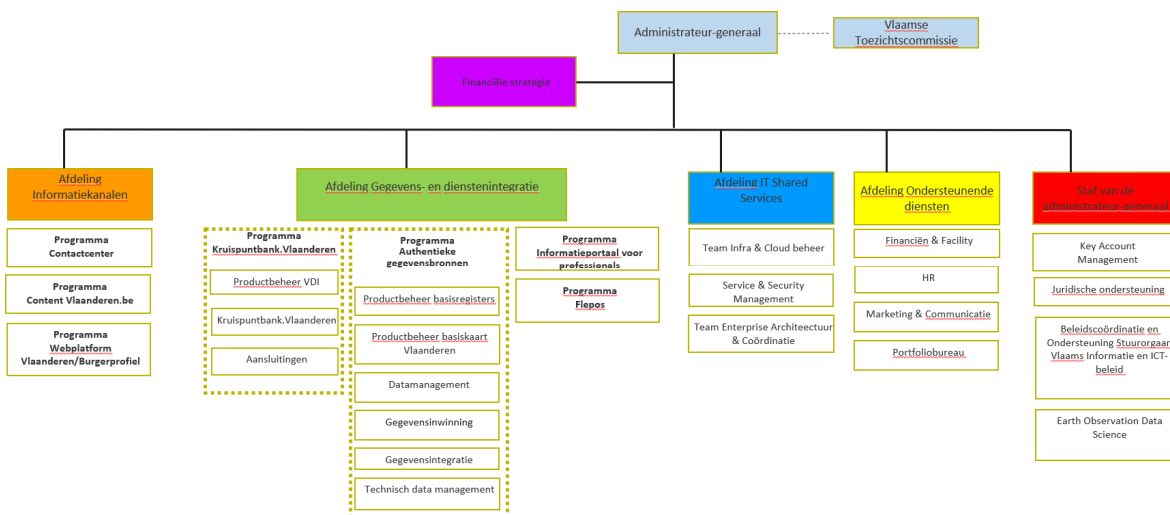 Administrateur-generaal
Vlaamse
Toezichtscommissie
Financiële strategie
Afdeling
Informatiekanalen
Programma
Contactcenter
Programma
Content Vlaanderen.be
Programma
Webplatform
Vlaanderen/Burgerprofiel
Afdeling Gegevens- en dienstenintegratie
Programma
Kruispuntbank.Vlaanderen
Productbeheer VDI
Kruispuntbank.Vlaanderen
Aansluitingen
Programma
Authentieke
gegevensbronnen
Productbeheer basisregisters
Productbeheer basiskaart
Vlaanderen
Datamanagement
Gegevensinwinning
Gegevensintegratie
Technisch data management
Programma
Informatieportaal voor
professionals
Programma
Flepos
Afdeling IT Shared
Services
Team Infra & Cloud beheer
Service & Security
Management
Team Enterprise Architectuur
& Coördinatie
Afdeling Ondersteunende
diensten
Financiën & Facility
HR
Marketing & Communicatie
Portfoliobureau
Staf van de
administrateur-generaal
Key Account
Management
Juridische ondersteuning
Beleidscoördinatie en
Ondersteuning Stuurorgaan
Vlaams Informatie en ICT-
beleid
Earth Observation Data
Science